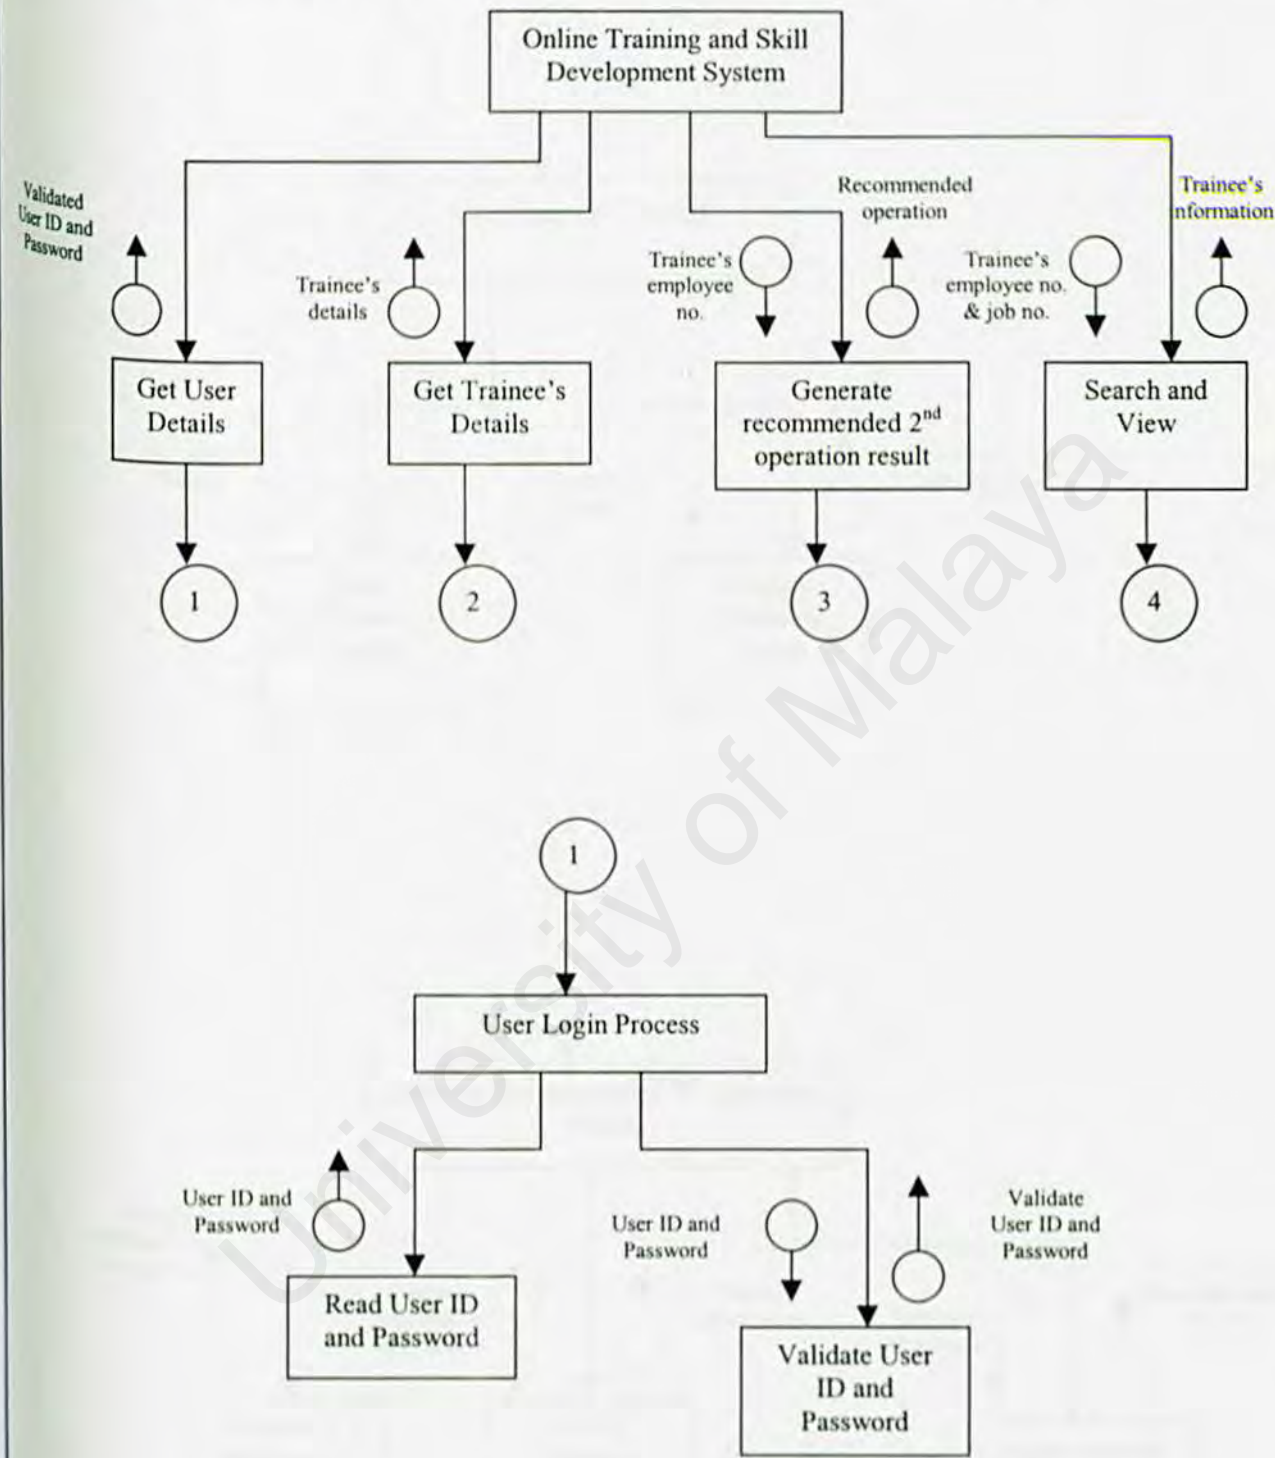 Online Training and Skill
Development System
Validated
User ID and
Password
Trainee's
details
Trainee's
employee
no.
Recommended
operation
Trainee's
employee no.
& job no.
Trainee's
nformation
Get User
Details
Get Trainee's
Details
Generate
recommended 2nd
operation result
Search and
View
1
2
3
4
1
User Login Process
User ID and
Password
User ID and
Password
Validate
User ID and
Password
Read User ID
and Password
Validate User
ID and
Password
University of Malaya